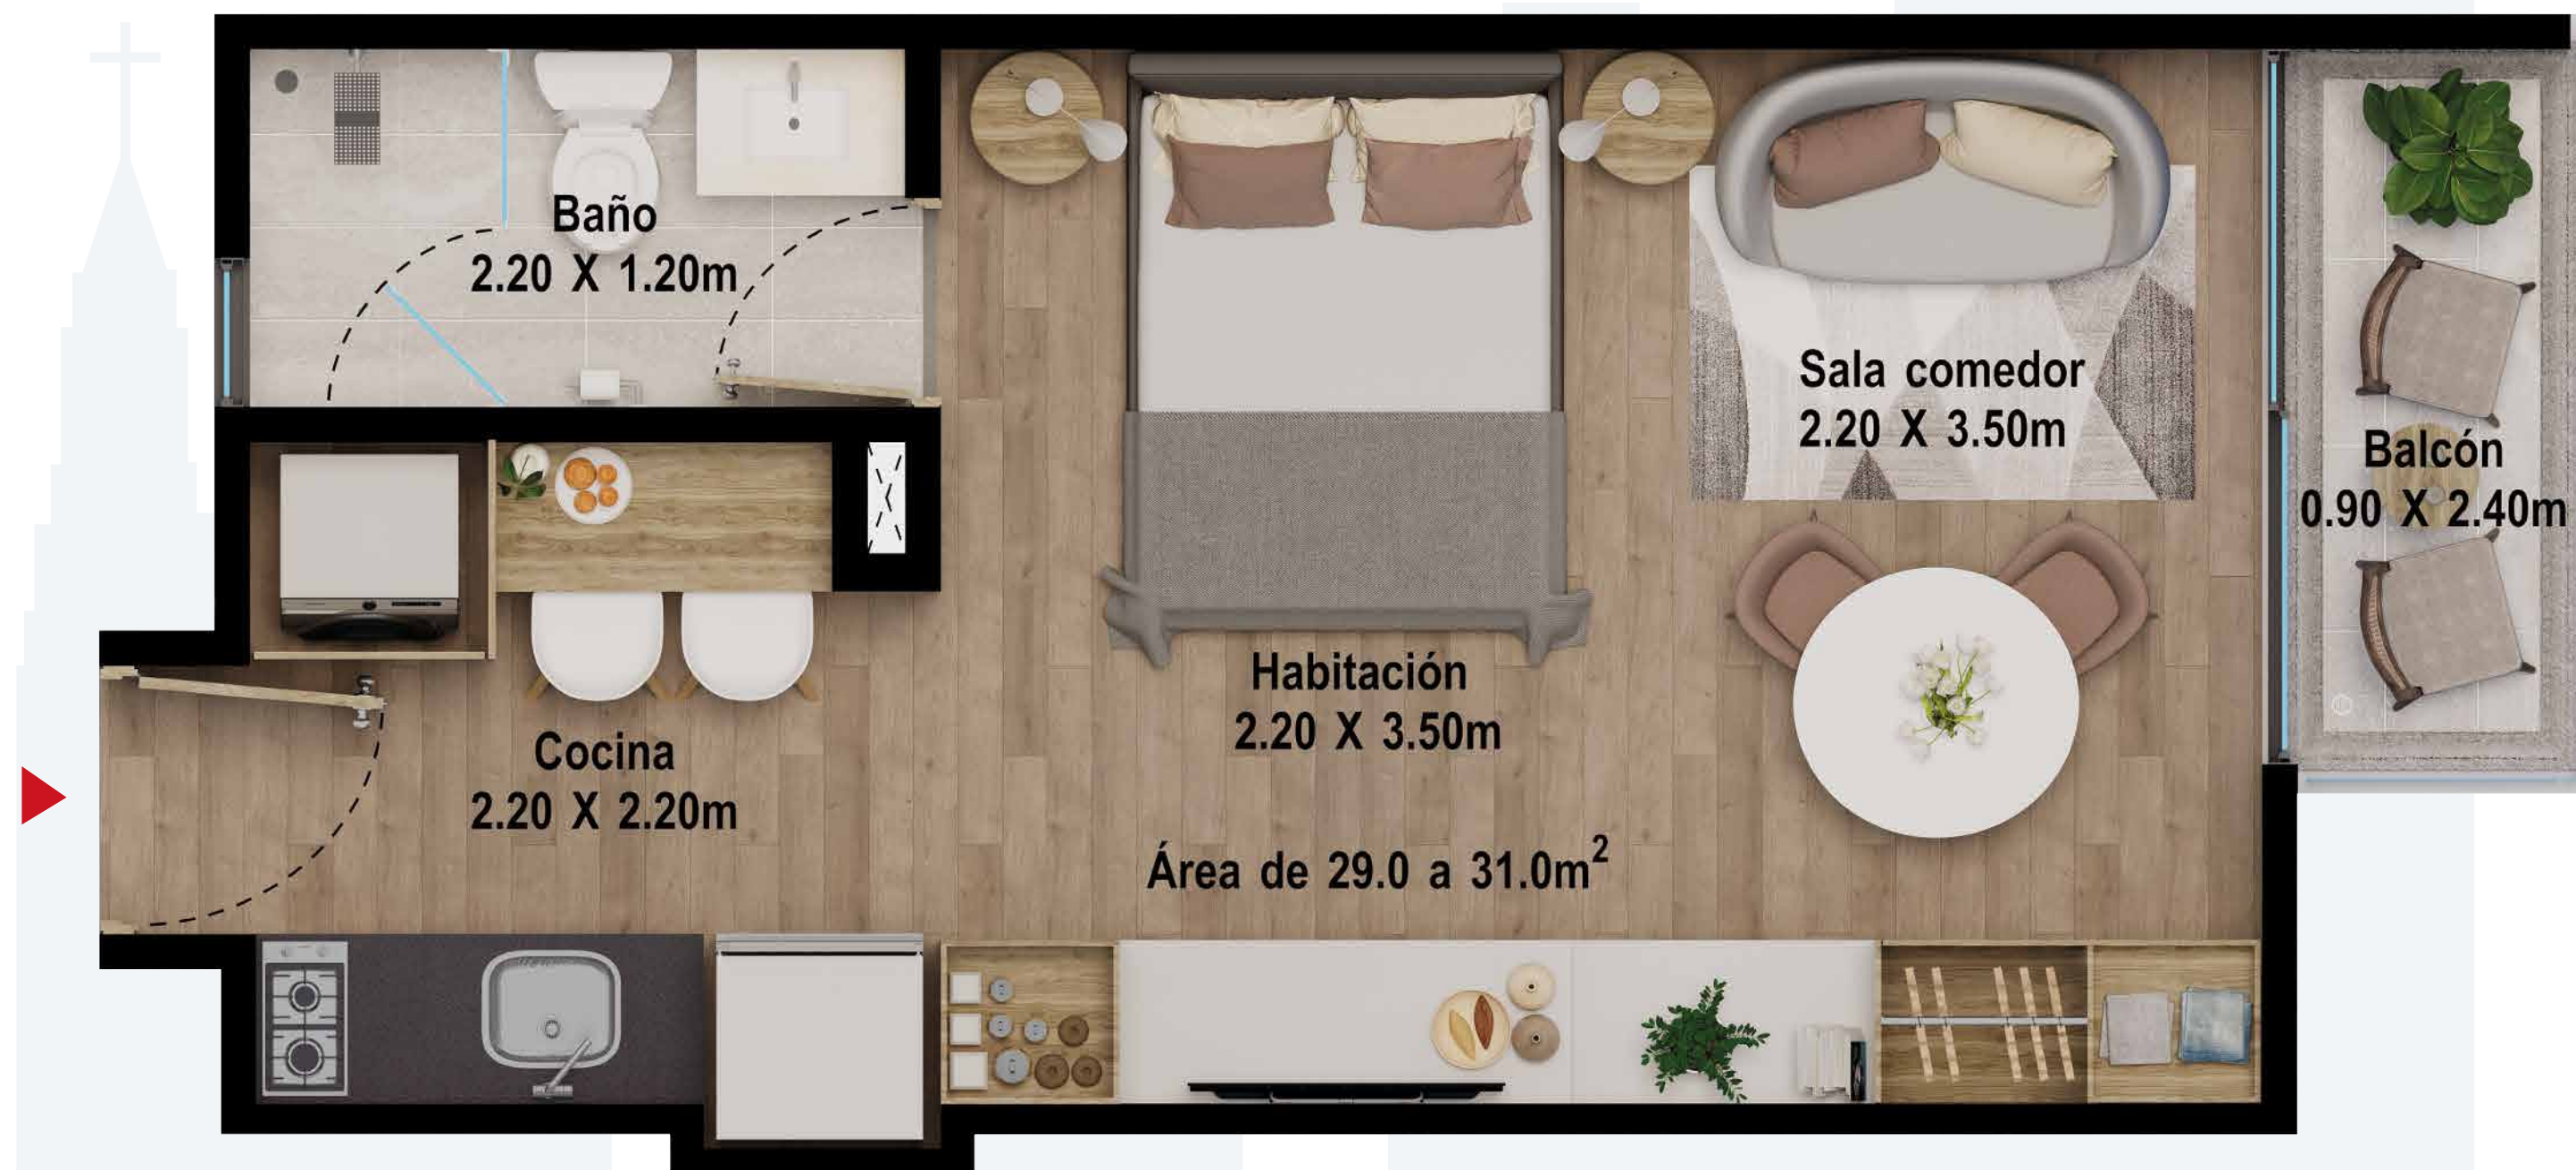 Baño
2.20 X 1.20m
Sala comedor
2.20 X 3.50m
Balcón
0.90 X 2.40m
Habitación
2.20 X 3.50m
Cocina
2.20 X 2.20m
Área de 29.0 a 31.0m²